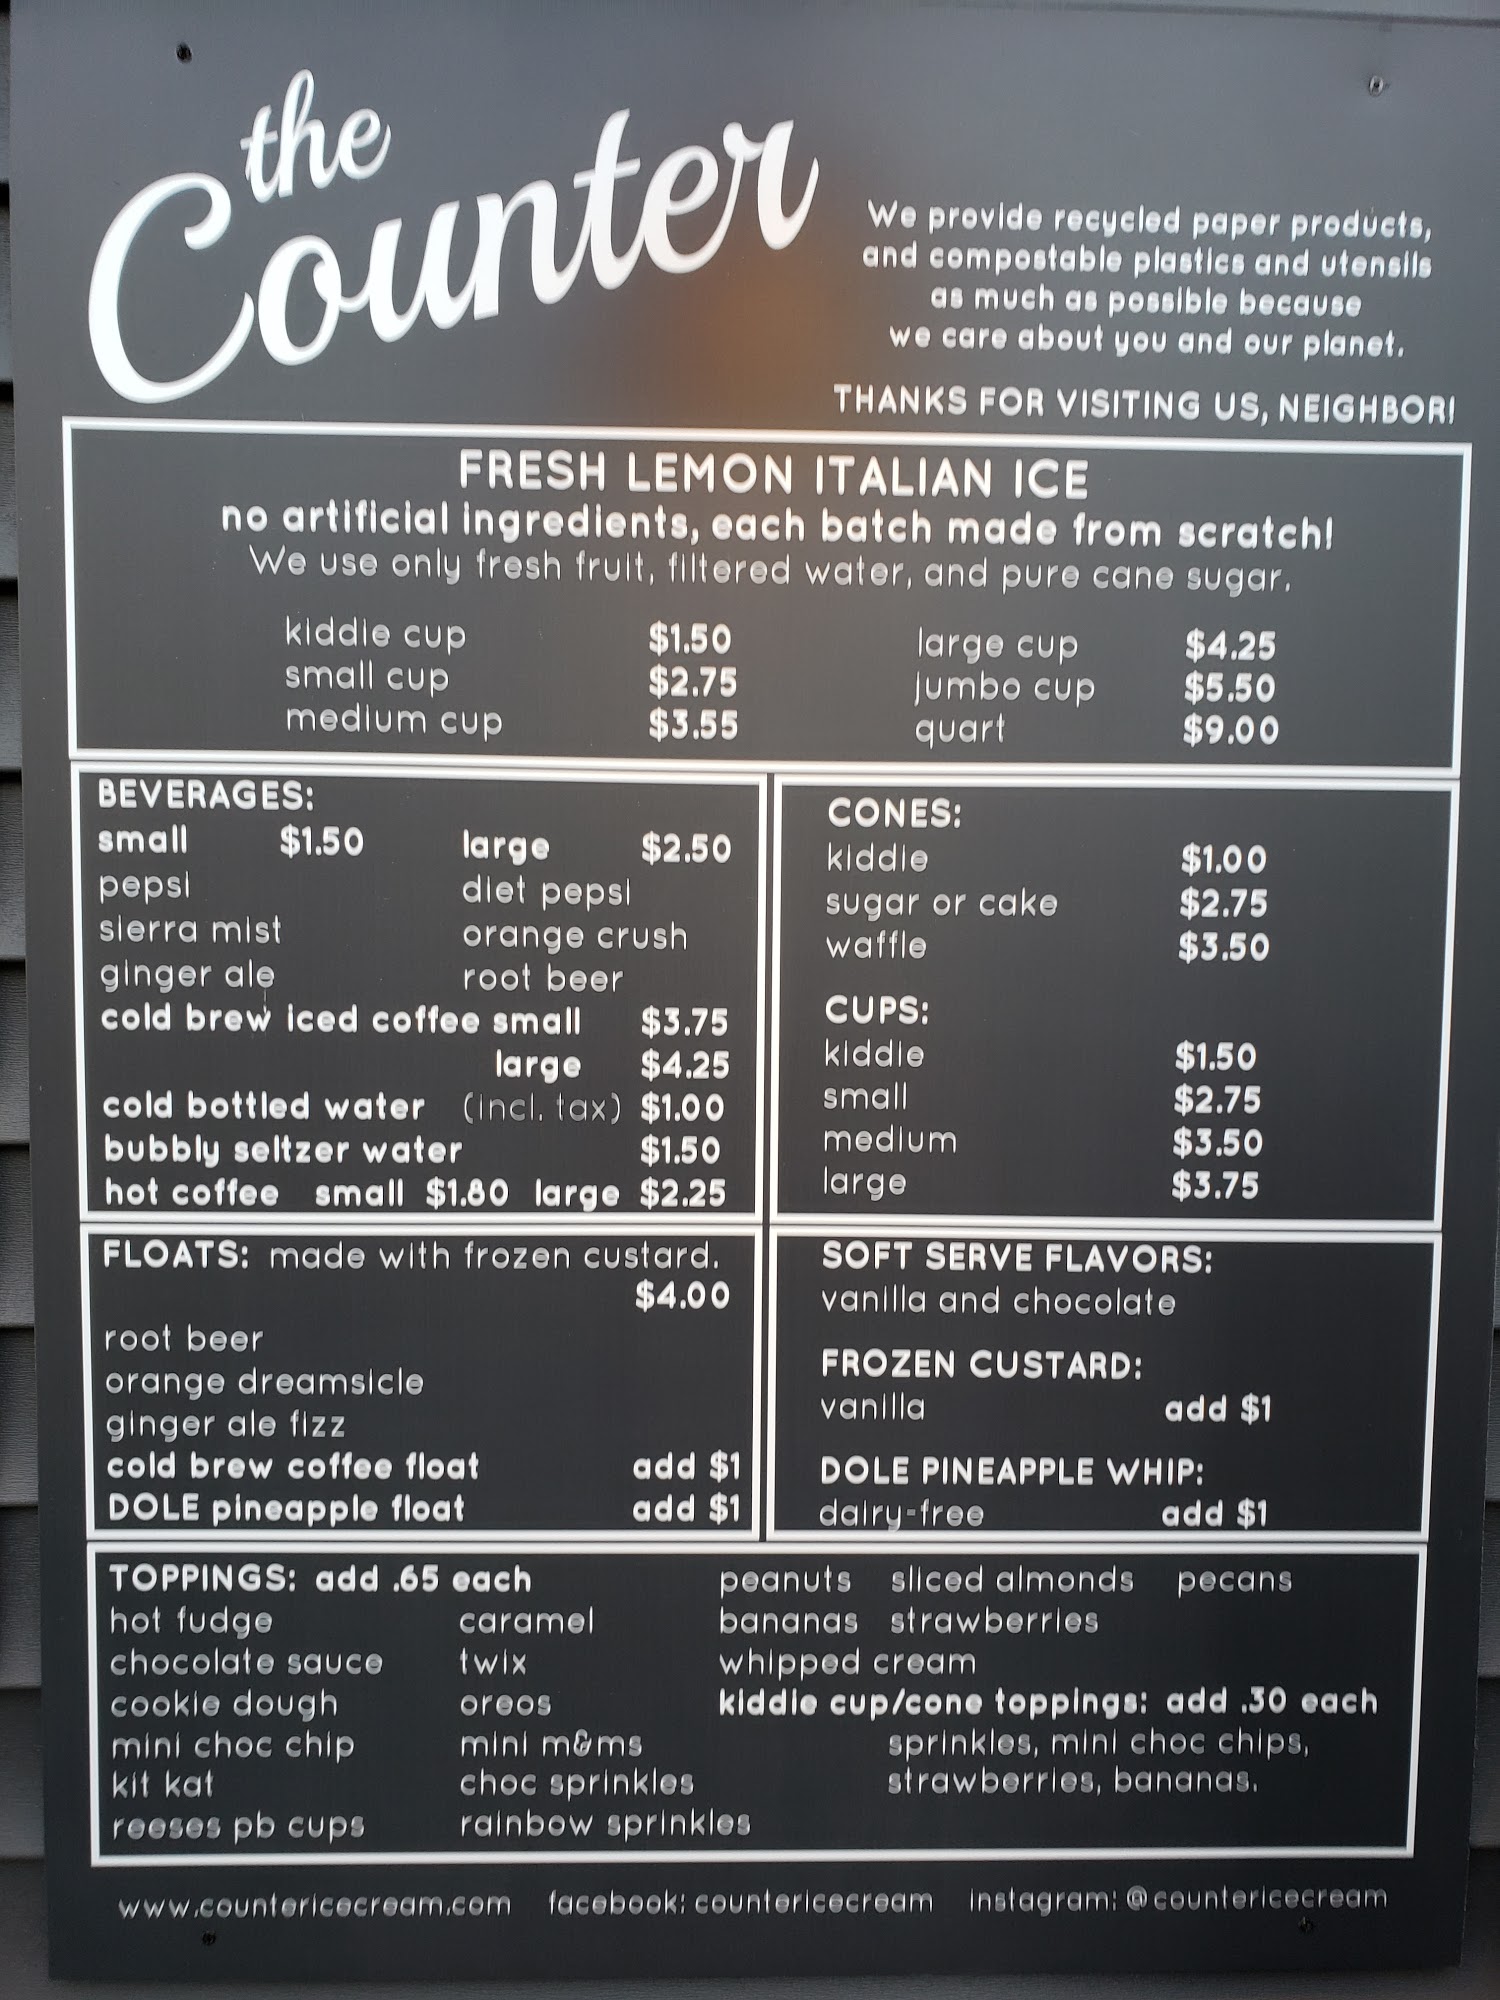 the
Counter
We provide recycled paper products,
and compostable plastics and utensils
as much as possible because
we care about you and our planet.
THANKS FOR VISITING US, NEIGHBOR!
FRESH LEMON ITALIAN ICE
no artificial ingredients, each batch made from scratch!
We use only fresh fruit, filtered water, and pure cane sugar.
kiddie cup $1.50 large cup $4.25
small cup $2.75 jumbo cup $5.50
medium cup $3.55 quart $9.00
BEVERAGES:
small $1.50 large $2.50
pepsi diet pepsi
sierra mist orange crush
ginger ale root beer
cold brew iced coffee small $3.75
large $4.25
cold bottled water (incl. tax) $1.00
bubbly seltzer water $1.50
hot coffee small $1.80 large $2.25
CONES:
kiddie $1.00
sugar or cake $2.75
waffle $3.50
CUPS:
kiddie $1.50
small $2.75
medium $3.50
large $3.75
FLOATS: made with frozen custard.
$4.00
root beer
orange dreamsicle
ginger ale fizz
cold brew coffee float add $1
DOLE pineapple float add $1
SOFT SERVE FLAVORS:
vanilla and chocolate
FROZEN CUSTARD:
vanilla add $1
DOLE PINEAPPLE WHIP:
dairy-free add $1
TOPPINGS: add .65 each
hot fudge caramel
chocolate sauce twix
cookie dough oreos
mini choc chip mini m&ms
kit kat choc sprinkles
reeses pb cups rainbow sprinkles
peanuts sliced almonds pecans
bananas strawberries
whipped cream
kiddie cup/cone toppings: add .30 each
sprinkles, mini choc chips,
strawberries, bananas.
www.countericecream.com facebook: countericecream instagram: @countericecream